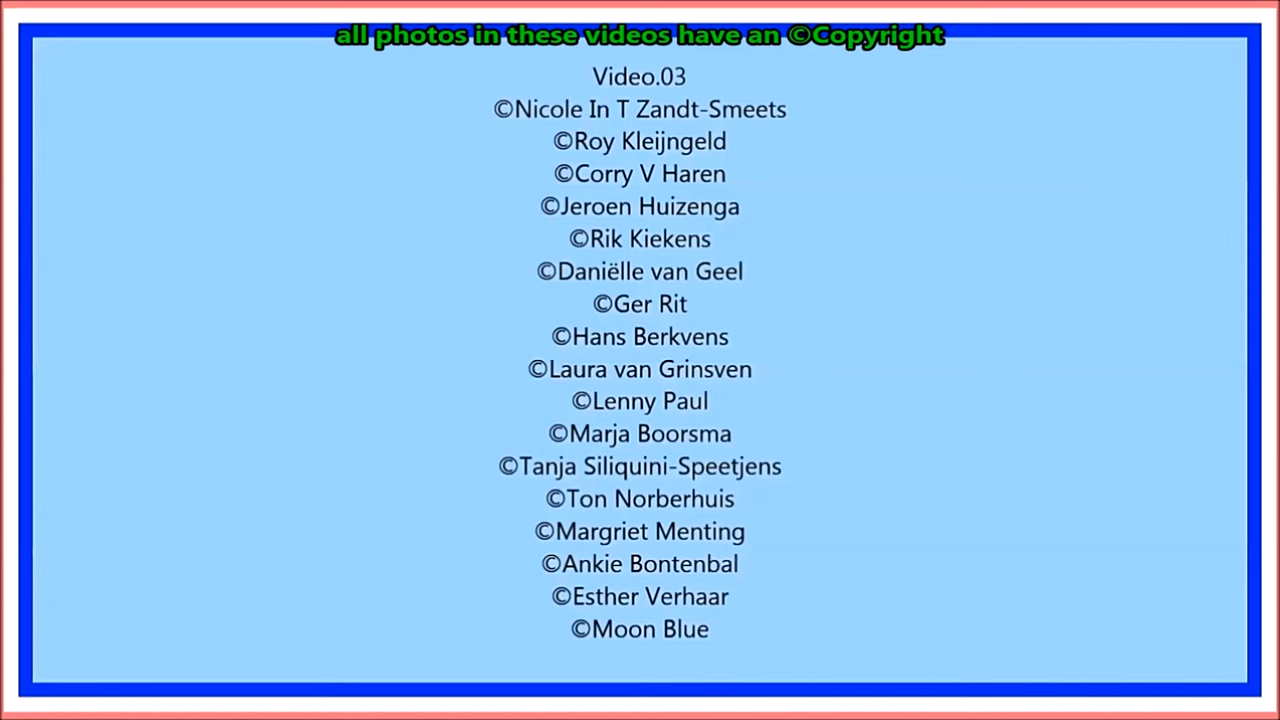 all photos in these videos have an ©Copyright
Video.03
©Nicole In T Zandt-Smeets
©Roy Kleijngeld
©Corry V Haren
©Jeroen Huizenga
©Rik Kiekens
©Daniëlle van Geel
©Ger Rit
©Hans Berkvens
©Laura van Grinsven
©Lenny Paul
©Marja Boorsma
©Tanja Siliquini-Speetjens
©Ton Norberhuis
©Margriet Menting
©Ankie Bontenbal
©Esther Verhaar
©Moon Blue